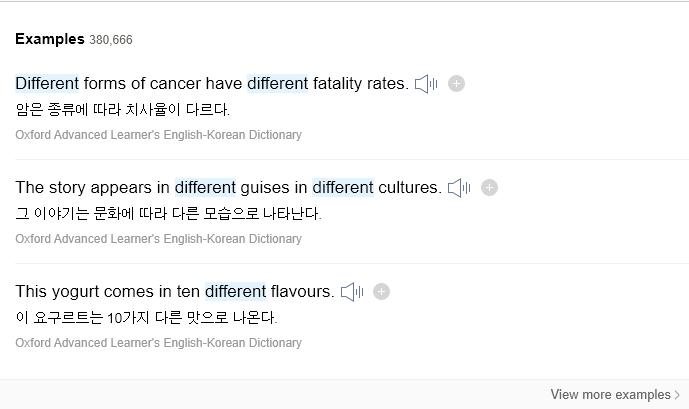 Examples 380,666
Different forms of cancer have different fatality rates.
암은 종류에 따라 치사율이 다르다.
Oxford Advanced Learner's English-Korean Dictionary
The story appears in different guises in different cultures.
그 이야기는 문화에 따라 다른 모습으로 나타난다.
Oxford Advanced Learner's English-Korean Dictionary
This yogurt comes in ten different flavours.
이 요구르트는 10가지 다른 맛으로 나온다.
Oxford Advanced Learner's English-Korean Dictionary
View more examples